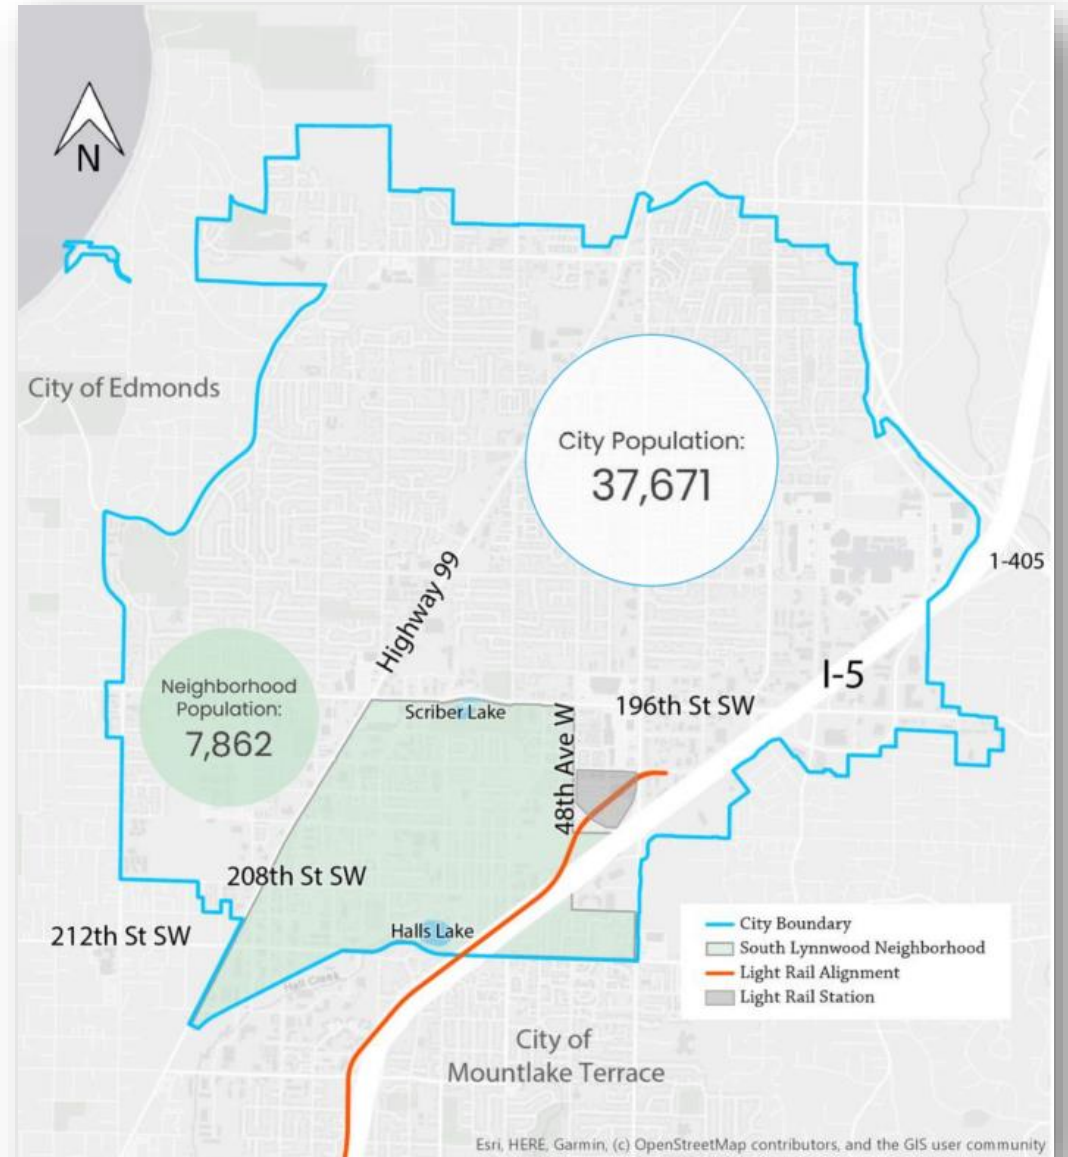 N
City of Edmonds
City Population:
37,671
Highway 99
1-405
I-5
Neighborhood
Population:
7,862
Scriber Lake
196th St SW
48th Ave W
208th St SW
212th St SW
Halls Lake
Hall Creek
City Boundary
South Lynnwood Neighborhood
Light Rail Alignment
Light Rail Station
City of
Mountlake Terrace
Esri, HERE, Garmin, (c) OpenStreetMap contributors, and the GIS user community